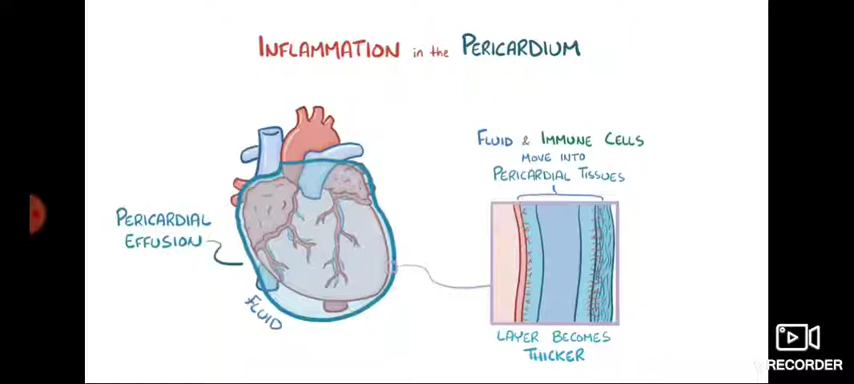 INFLAMMATION in the PERICARDIUM
FLUID & IMMUNE CELLS
MOVE INTO
PERICARDIAL TISSUES
PERICARDIAL
EFFUSION
FLUID
LAYER BECOMES
THICKER
RECORDER